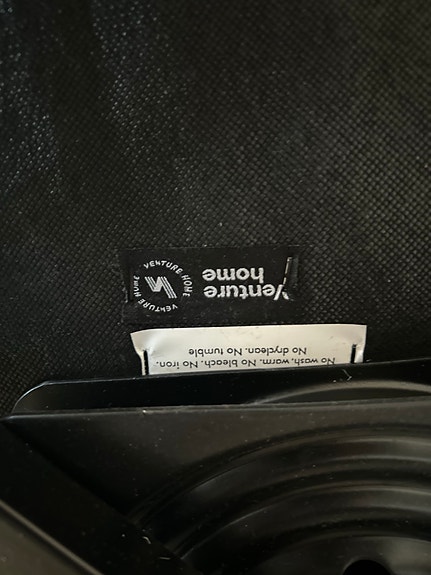 Venture
home
VENTURE HOME
VENTURE HOME
No wash, warm. No bleach. No iron.
No dryclean. No tumble